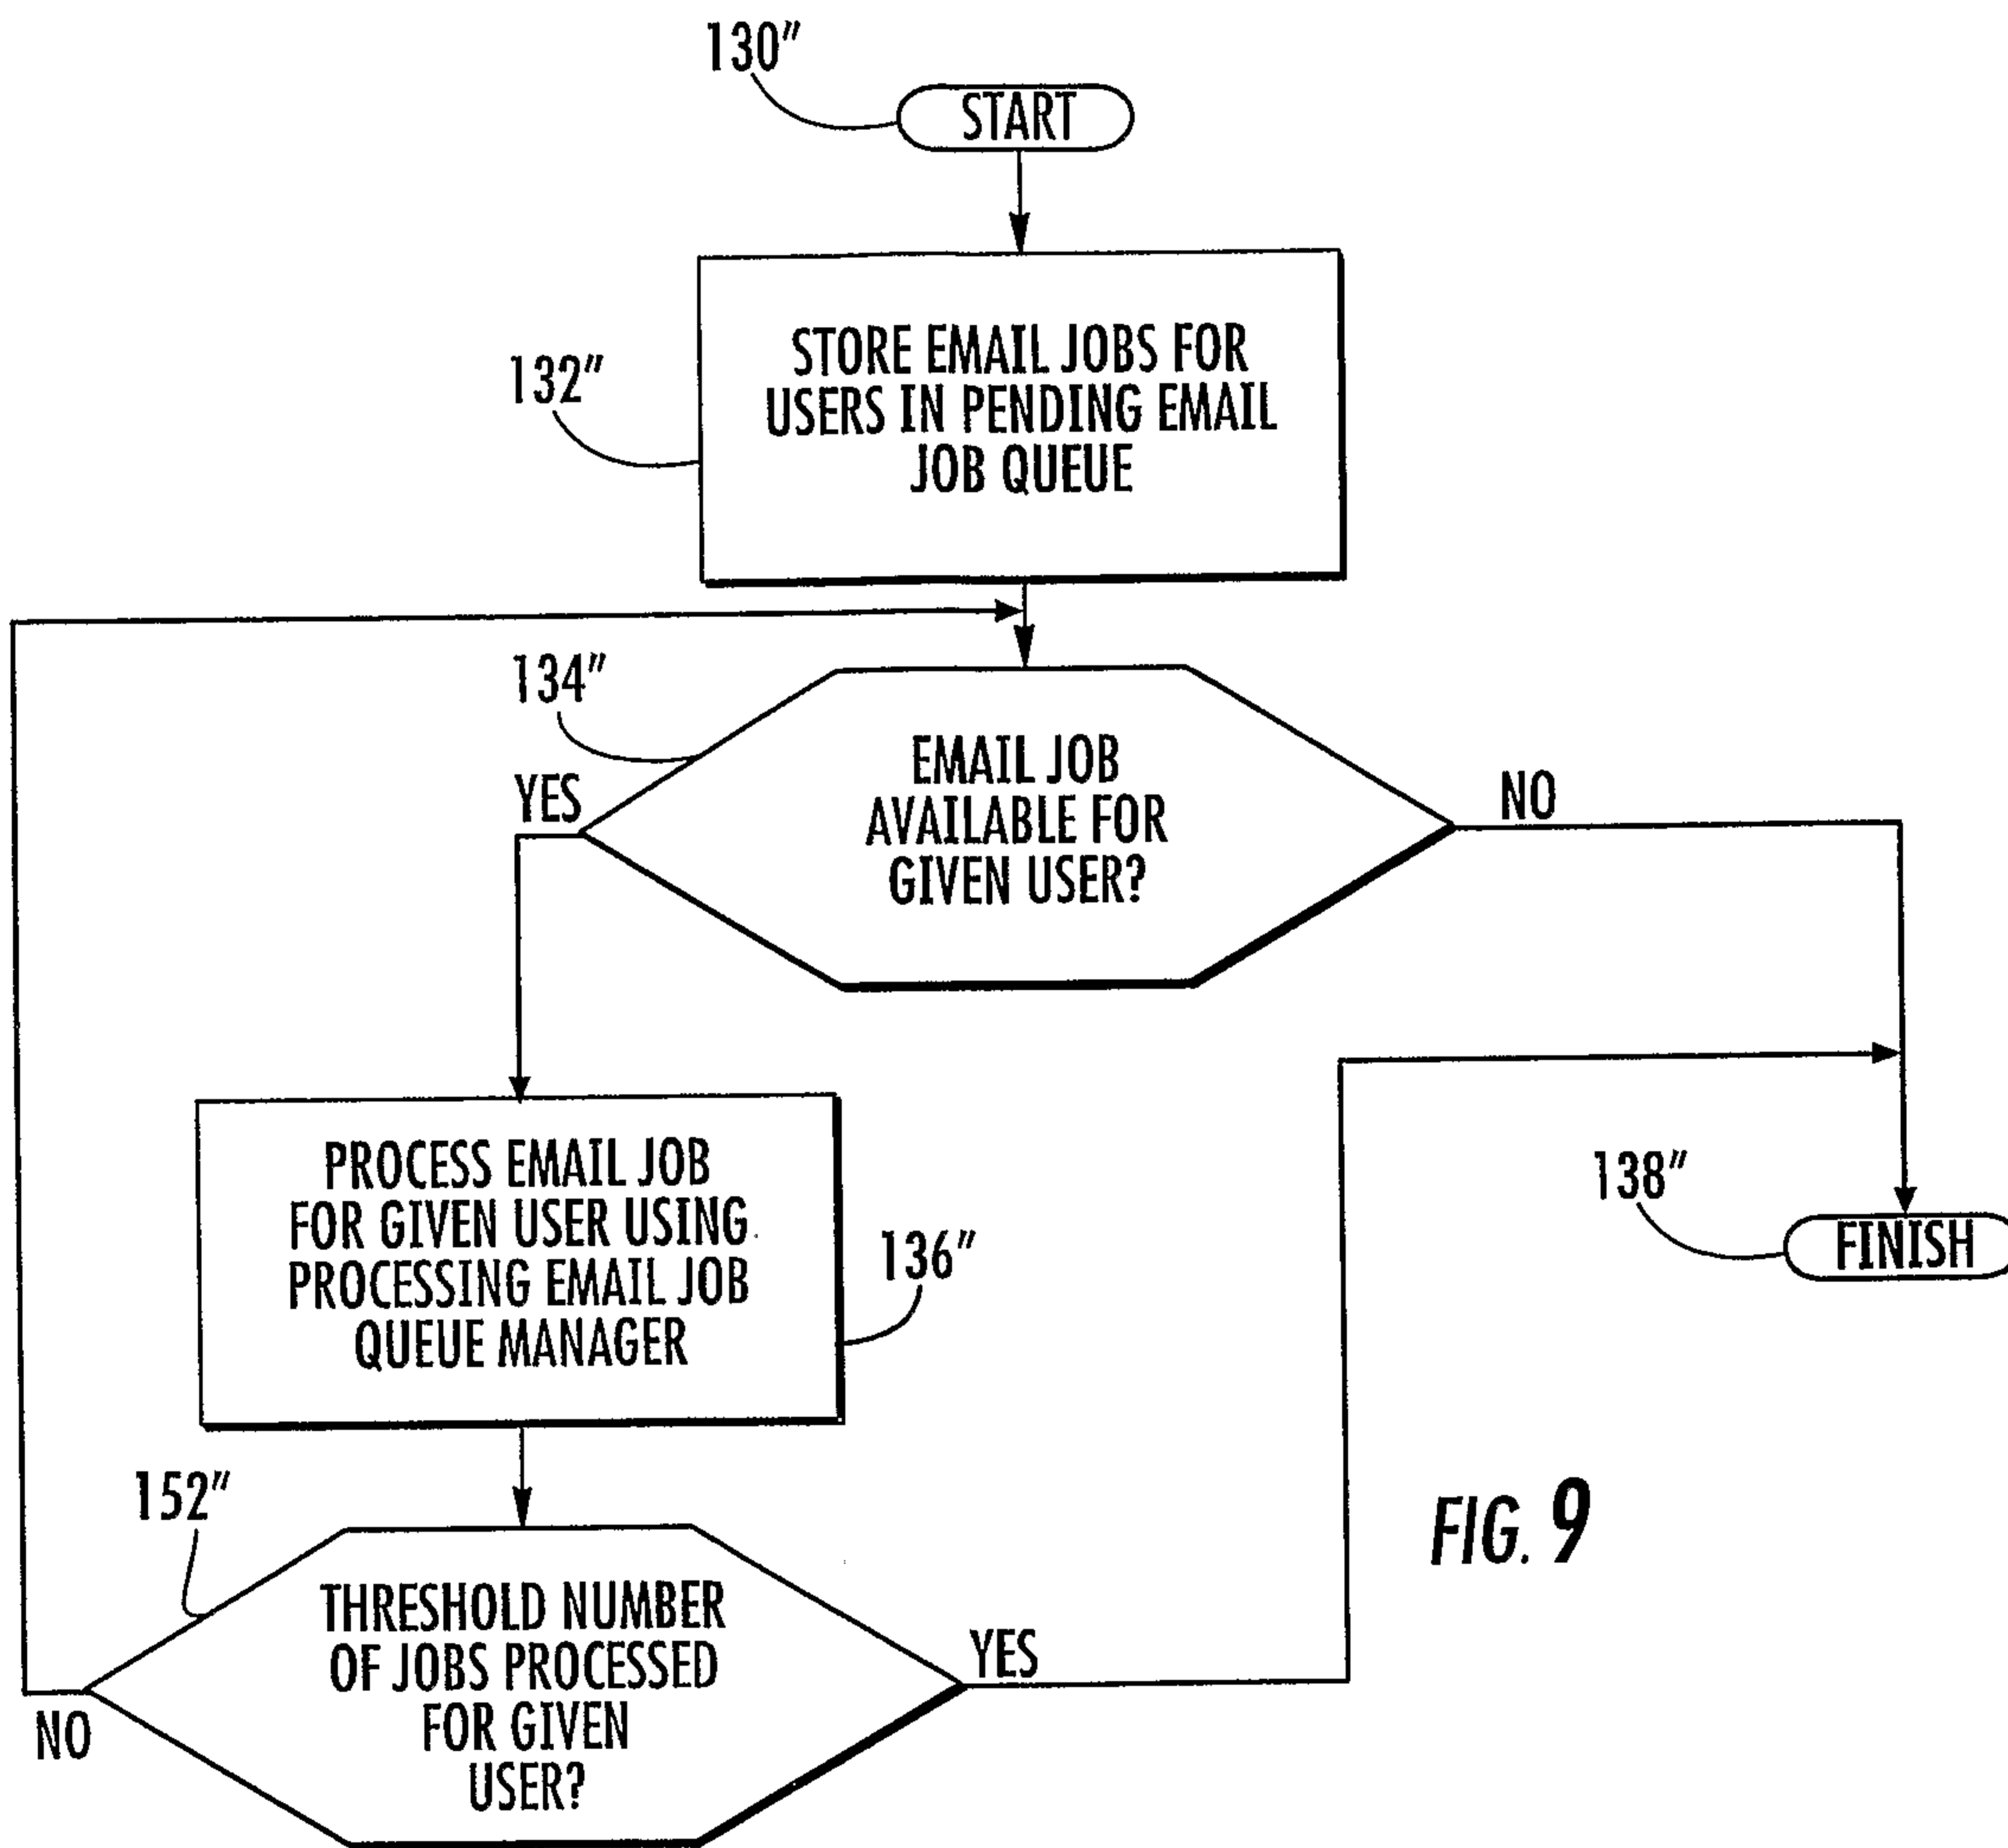 130"
START
132"
STORE EMAIL JOBS FOR
USERS IN PENDING EMAIL
JOB QUEUE
134"
EMAIL JOB
AVAILABLE FOR
GIVEN USER?
YES
NO
PROCESS EMAIL JOB
FOR GIVEN USER USING
PROCESSING EMAIL JOB
QUEUE MANAGER
136"
138"
FINISH
152"
THRESHOLD NUMBER
OF JOBS PROCESSED
FOR GIVEN
USER?
YES
NO
FIG. 9